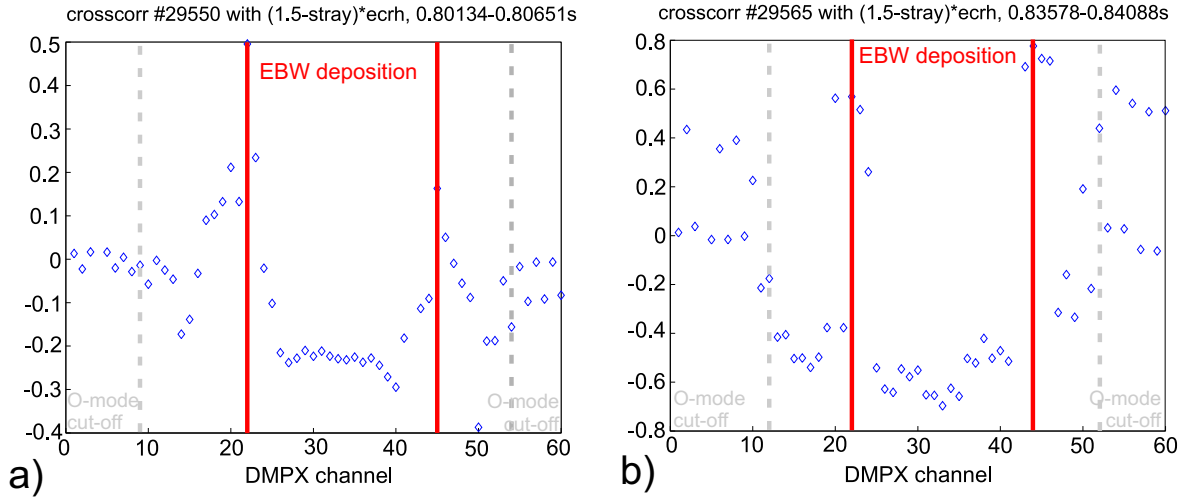 crosscorr #29550 with (1.5-stray)*ecrh, 0.80134-0.80651s
0.5
0.4
0.3
0.2
0.1
0
-0.1
-0.2
-0.3
-0.4
EBW deposition
O-mode
cut-off
O-mode
cut-off
0 10 20 30 40 50 60
DMPX channel
a)
crosscorr #29565 with (1.5-stray)*ecrh, 0.83578-0.84088s
0.8
0.6
0.4
0.2
0
-0.2
-0.4
-0.6
-0.8
EBW deposition
O-mode
cut-off
O-mode
cut-off
0 10 20 30 40 50 60
DMPX channel
b)